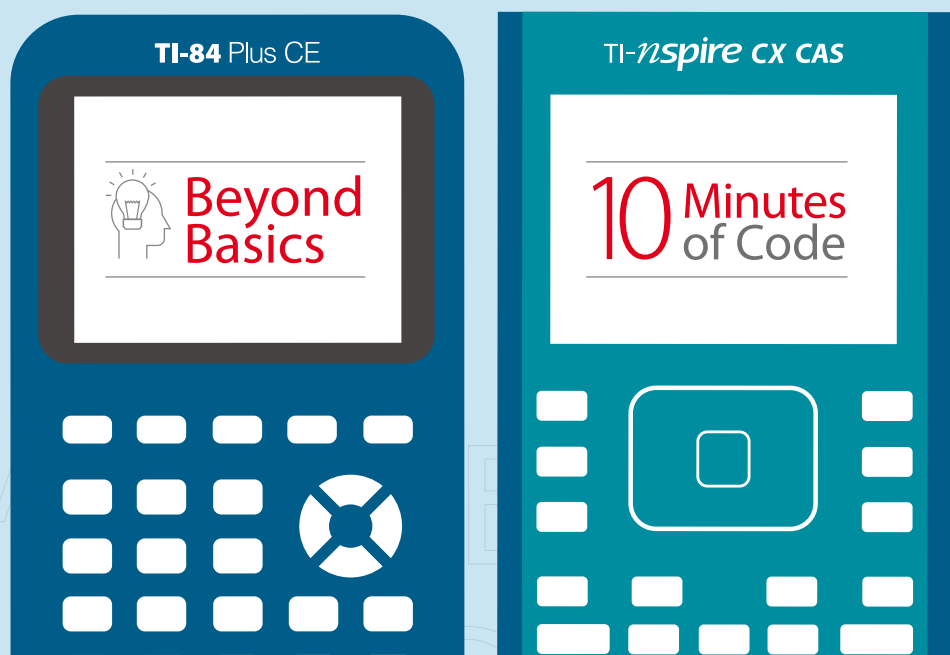 TI-84 Plus CE
Beyond
Basics
TI-nspire CX CAS
10 Minutes
of Code